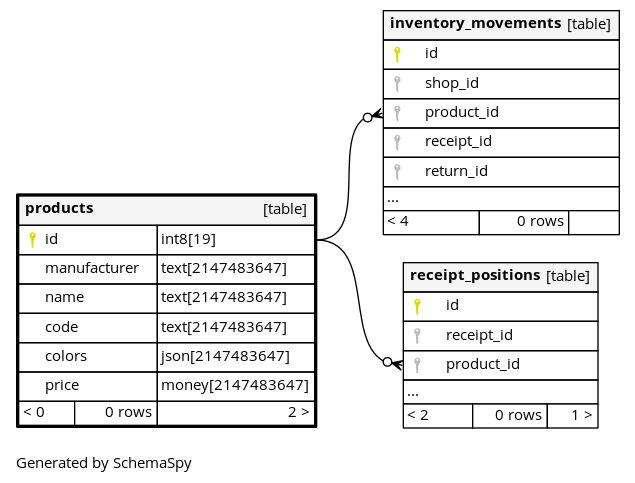 inventory_movements [table]
id
shop_id
product_id
receipt_id
return_id
...
< 4 0 rows
products [table]
id int8[19]
manufacturer text[2147483647]
name text[2147483647]
code text[2147483647]
colors json[2147483647]
price money[2147483647]
< 0 0 rows 2 >
receipt_positions [table]
id
receipt_id
product_id
...
< 2 0 rows 1 >
Generated by SchemaSpy